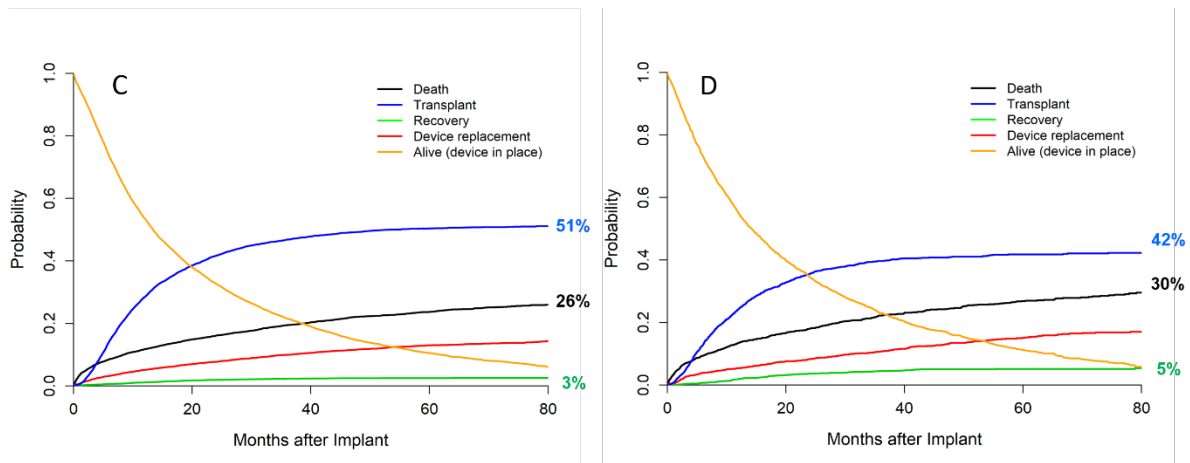 C
Death
Transplant
Recovery
Device replacement
Alive (device in place)
1.0
0.8
0.6
0.4
0.2
0.0
Probability
51%
26%
3%
0
20
40
60
80
Months after Implant
D
Death
Transplant
Recovery
Device replacement
Alive (device in place)
1.0
0.8
0.6
0.4
0.2
0.0
Probability
42%
30%
5%
0
20
40
60
80
Months after Implant